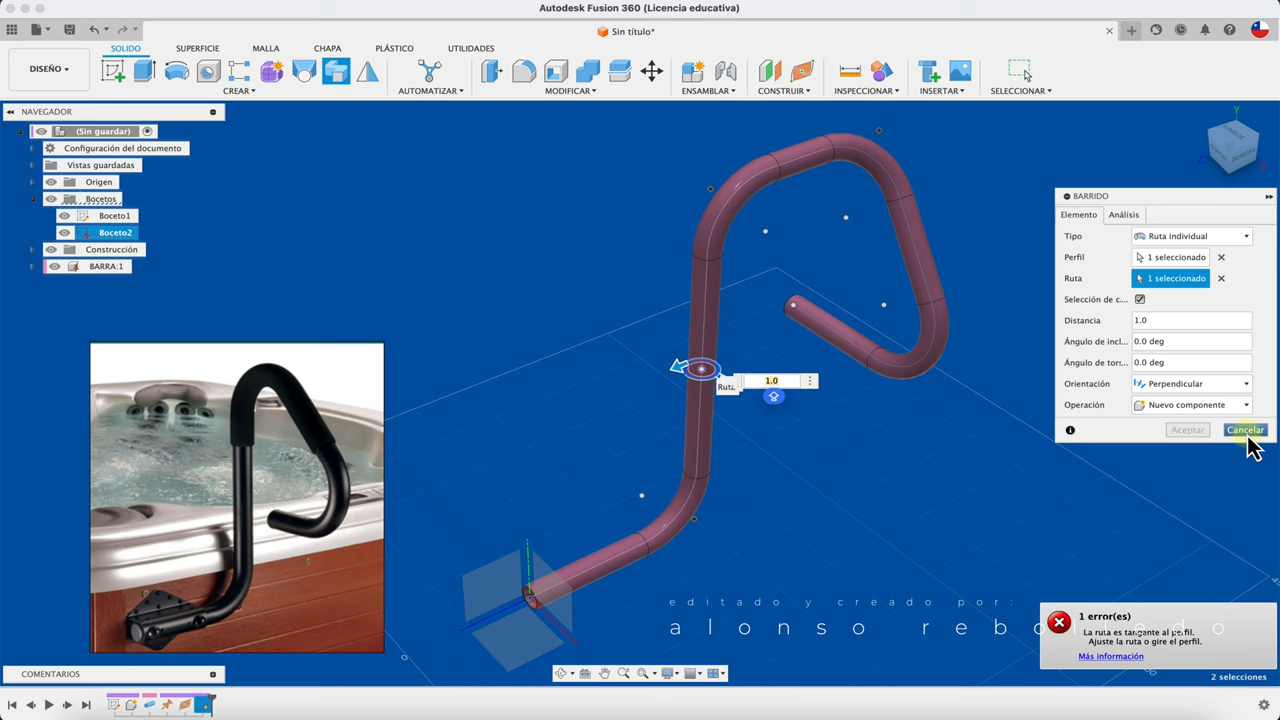 Autodesk Fusion 360 (Licencia educativa)
Sin título*
DISEÑO
SOLIDO
SUPERFICIE
MALLA
CHAPA
PLÁSTICO
UTILIDADES
CREAR
AUTOMATIZAR
MODIFICAR
ENSAMBLAR
CONSTRUIR
INSPECCIONAR
INSERTAR
SELECCIONAR
NAVEGADOR
(Sin guardar)
Configuración del documento
Vistas guardadas
Origen
Bocetos
Boceto1
Boceto2
Construcción
BARRA:1
BARRIDO
Elemento
Análisis
Tipo
Ruta individual
Perfil
1 seleccionado
Ruta
1 seleccionado
Selección de c...
Distancia
1.0
Ángulo de incl...
0.0 deg
Ángulo de tor...
0.0 deg
Orientación
Perpendicular
Operación
Nuevo componente
Aceptar
Cancelar
Ruta.
1.0
editado y creado por:
alonso
1 error(es)
La ruta es tangente al perfil.
Ajuste la ruta o gire el perfil.
Más información
2 selecciones
COMENTARIOS